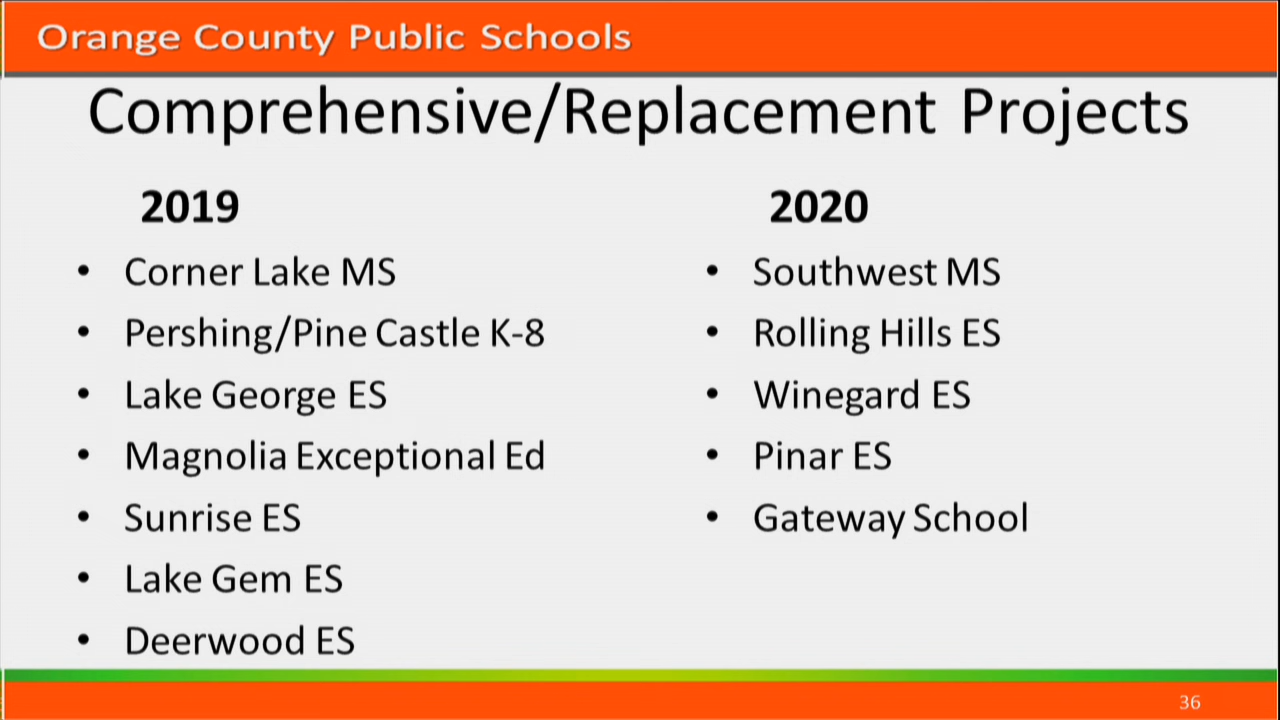 Orange County Public Schools
Comprehensive/Replacement Projects
2019
• Corner Lake MS
• Pershing/Pine Castle K-8
• Lake George ES
• Magnolia Exceptional Ed
• Sunrise ES
• Lake Gem ES
• Deerwood ES
2020
• Southwest MS
• Rolling Hills ES
• Winegard ES
• Pinar ES
• Gateway School
36